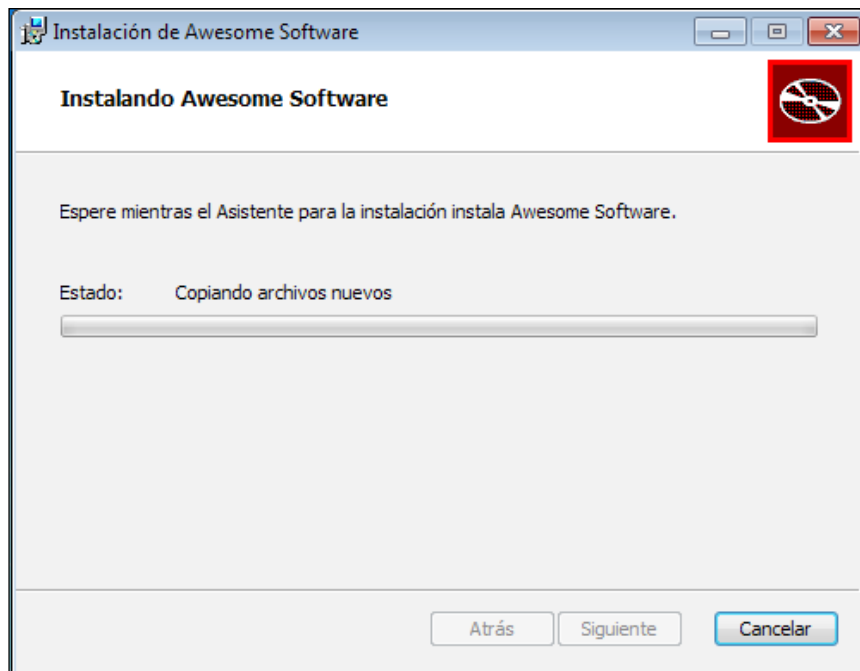 Instalación de Awesome Software
Instalando Awesome Software
Espere mientras el Asistente para la instalación instala Awesome Software.
Estado: Copiando archivos nuevos
Atrás Siguiente Cancelar